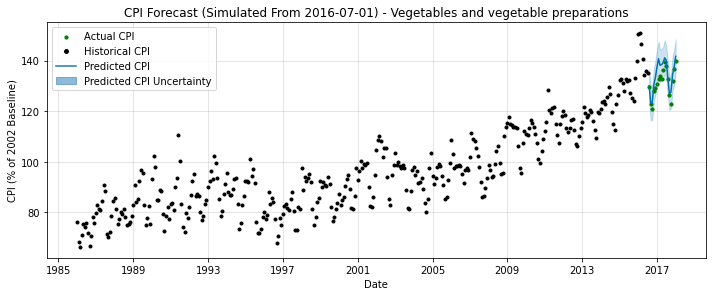 CPI Forecast (Simulated From 2016-07-01) - Vegetables and vegetable preparations
Actual CPI
Historical CPI
Predicted CPI
Predicted CPI Uncertainty
CPI (% of 2002 Baseline)
140
120
100
80
1985
1989
1993
1997
2001
2005
2009
2013
2017
Date